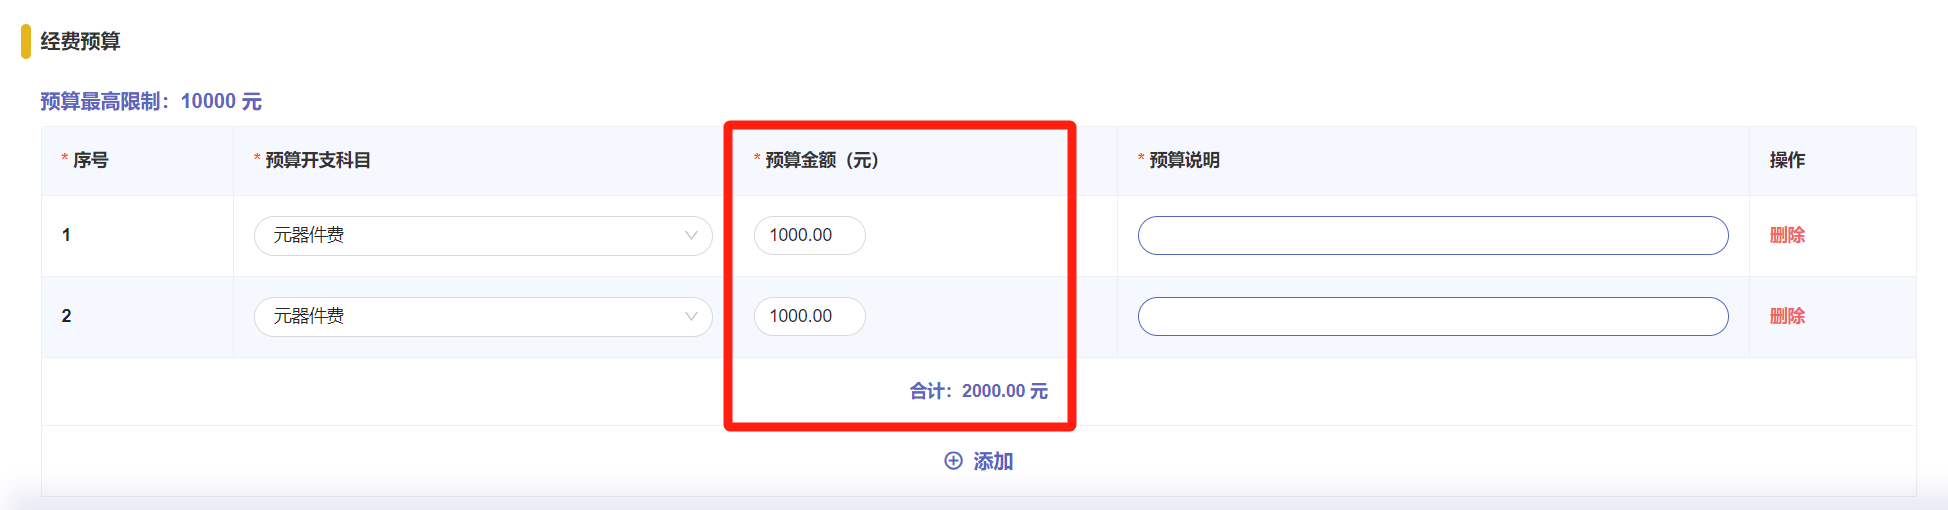 经费预算
预算最高限制：10000 元
* 序号 * 预算开支科目 * 预算金额（元） * 预算说明 操作
1 元器件费 1000.00 删除
2 元器件费 1000.00 删除
合计：2000.00 元
添加